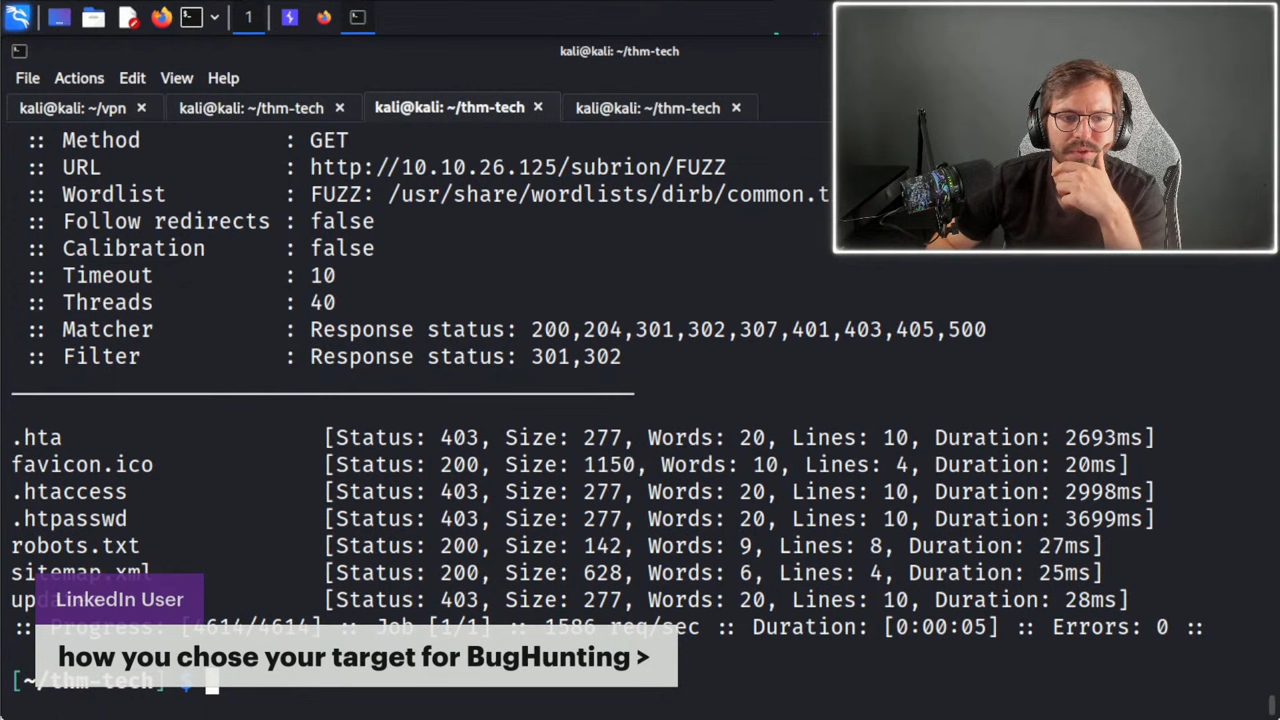 1
kali@kali: ~/thm-tech
File Actions Edit View Help
kali@kali: ~/vpn × kali@kali: ~/thm-tech × kali@kali: ~/thm-tech × kali@kali: ~/thm-tech ×
:: Method : GET
:: URL : http://10.10.26.125/subrion/FUZZ
:: Wordlist : FUZZ: /usr/share/wordlists/dirb/common.t
:: Follow redirects : false
:: Calibration : false
:: Timeout : 10
:: Threads : 40
:: Matcher : Response status: 200,204,301,302,307,401,403,405,500
:: Filter : Response status: 301,302
.hta [Status: 403, Size: 277, Words: 20, Lines: 10, Duration: 2693ms]
favicon.ico [Status: 200, Size: 1150, Words: 10, Lines: 4, Duration: 20ms]
.htaccess [Status: 403, Size: 277, Words: 20, Lines: 10, Duration: 2998ms]
.htpasswd [Status: 403, Size: 277, Words: 20, Lines: 10, Duration: 3699ms]
robots.txt [Status: 200, Size: 142, Words: 9, Lines: 8, Duration: 27ms]
sitemap.xml [Status: 200, Size: 628, Words: 6, Lines: 4, Duration: 25ms]
[Status: 403, Size: 277, Words: 20, Lines: 10, Duration: 28ms]
LinkedIn User
:: Progress: [4614/4614] :: Job [1/1] :: 1586 req/sec :: Duration: [0:00:05] :: Errors: 0 ::
how you chose your target for BugHunting >
[~/thm-tech] $